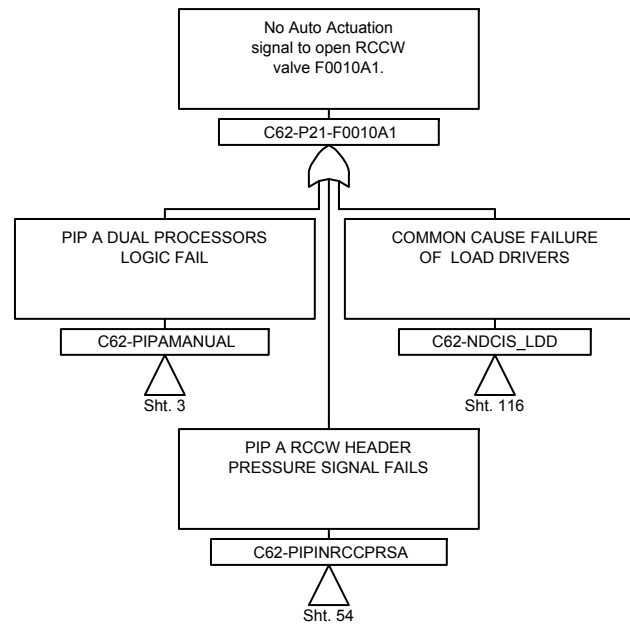 No Auto Actuation
signal to open RCCW
valve F0010A1.
C62-P21-F0010A1
PIP A DUAL PROCESSORS
LOGIC FAIL
C62-PIPAMANUAL
Sht. 3
COMMON CAUSE FAILURE
OF LOAD DRIVERS
C62-NDCIS_LDD
Sht. 116
PIP A RCCW HEADER
PRESSURE SIGNAL FAILS
C62-PIPINRCCPRSA
Sht. 54